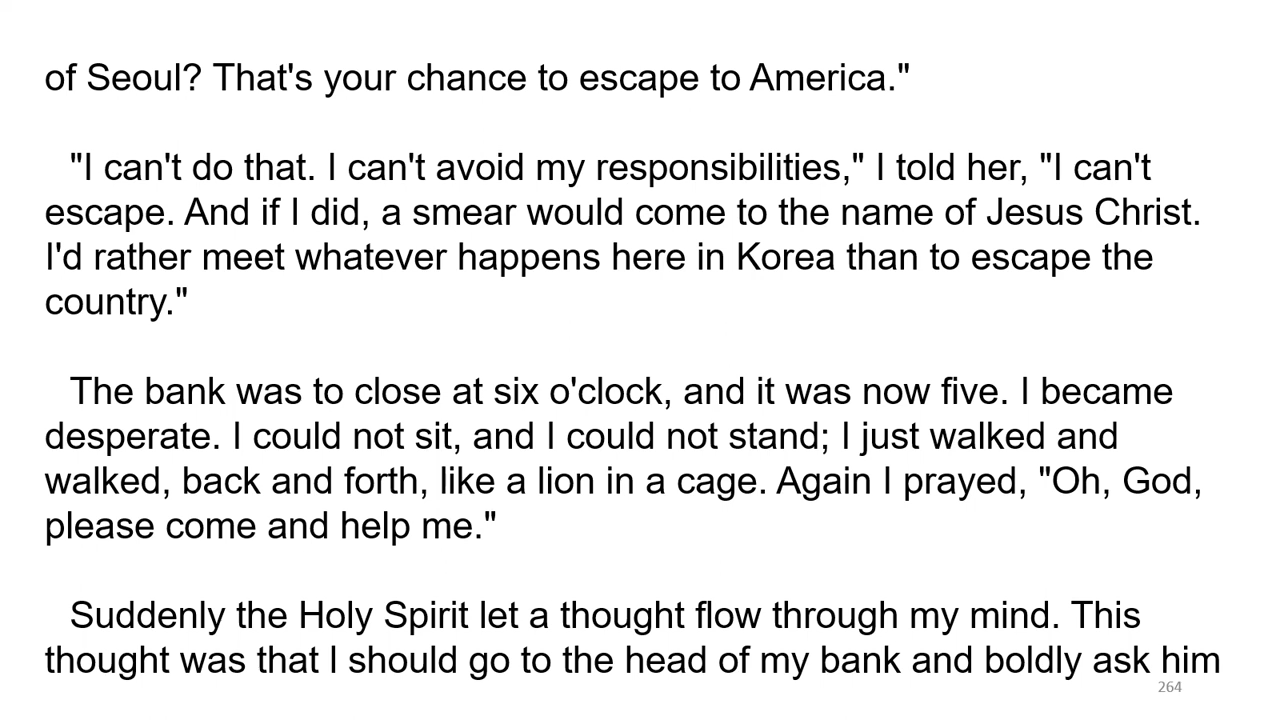 of Seoul? That's your chance to escape to America."
"I can't do that. I can't avoid my responsibilities," I told her, "I can't
escape. And if I did, a smear would come to the name of Jesus Christ.
I'd rather meet whatever happens here in Korea than to escape the
country."
The bank was to close at six o'clock, and it was now five. I became
desperate. I could not sit, and I could not stand; I just walked and
walked, back and forth, like a lion in a cage. Again I prayed, "Oh, God,
please come and help me."
Suddenly the Holy Spirit let a thought flow through my mind. This
thought was that I should go to the head of my bank and boldly ask him
264